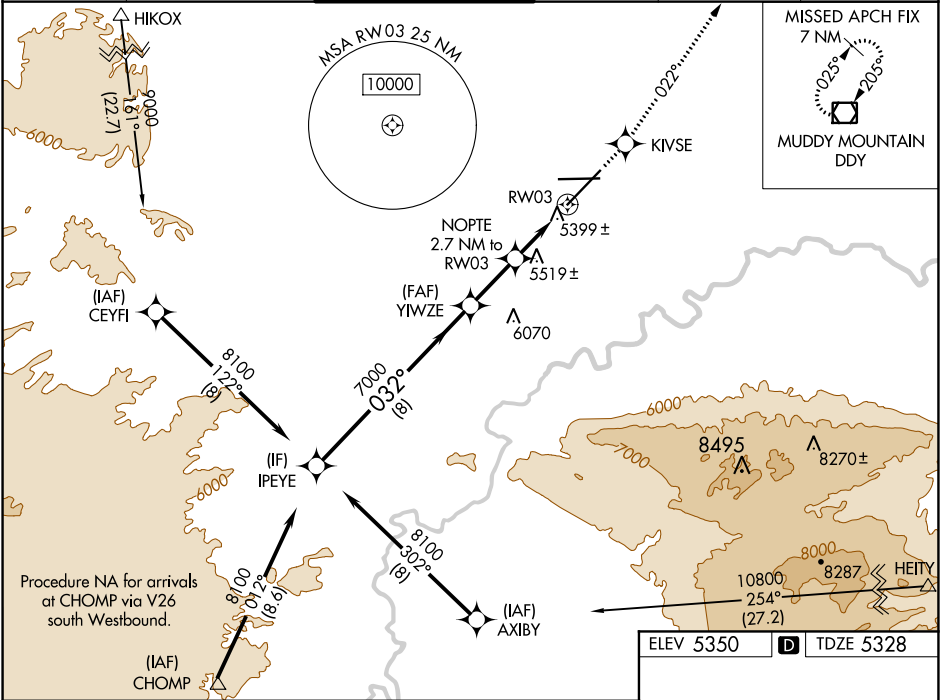 HIKOX
9000
161°
(22.7)
6000
MSA RW03 25 NM
10000
022°
MISSED APCH FIX
7 NM
025°
205°
MUDDY MOUNTAIN
DDY
KIVSE
RW03
5399 ±
NOPTE
2.7 NM to
RW03
5519 ±
(FAF)
YIWZE
6070
(IAF)
CEYFI
8100
122°
(8)
7000
032°
(8)
6000
7000
8495
8270 ±
(IF)
IPEYE
6000
8100
302°
(8)
8000
8287
HEITY
10800
254°
(27.2)
Procedure NA for arrivals
at CHOMP via V26
south Westbound.
8100
012°
(8.6)
(IAF)
AXIBY
(IAF)
CHOMP
ELEV 5350 D TDZE 5328